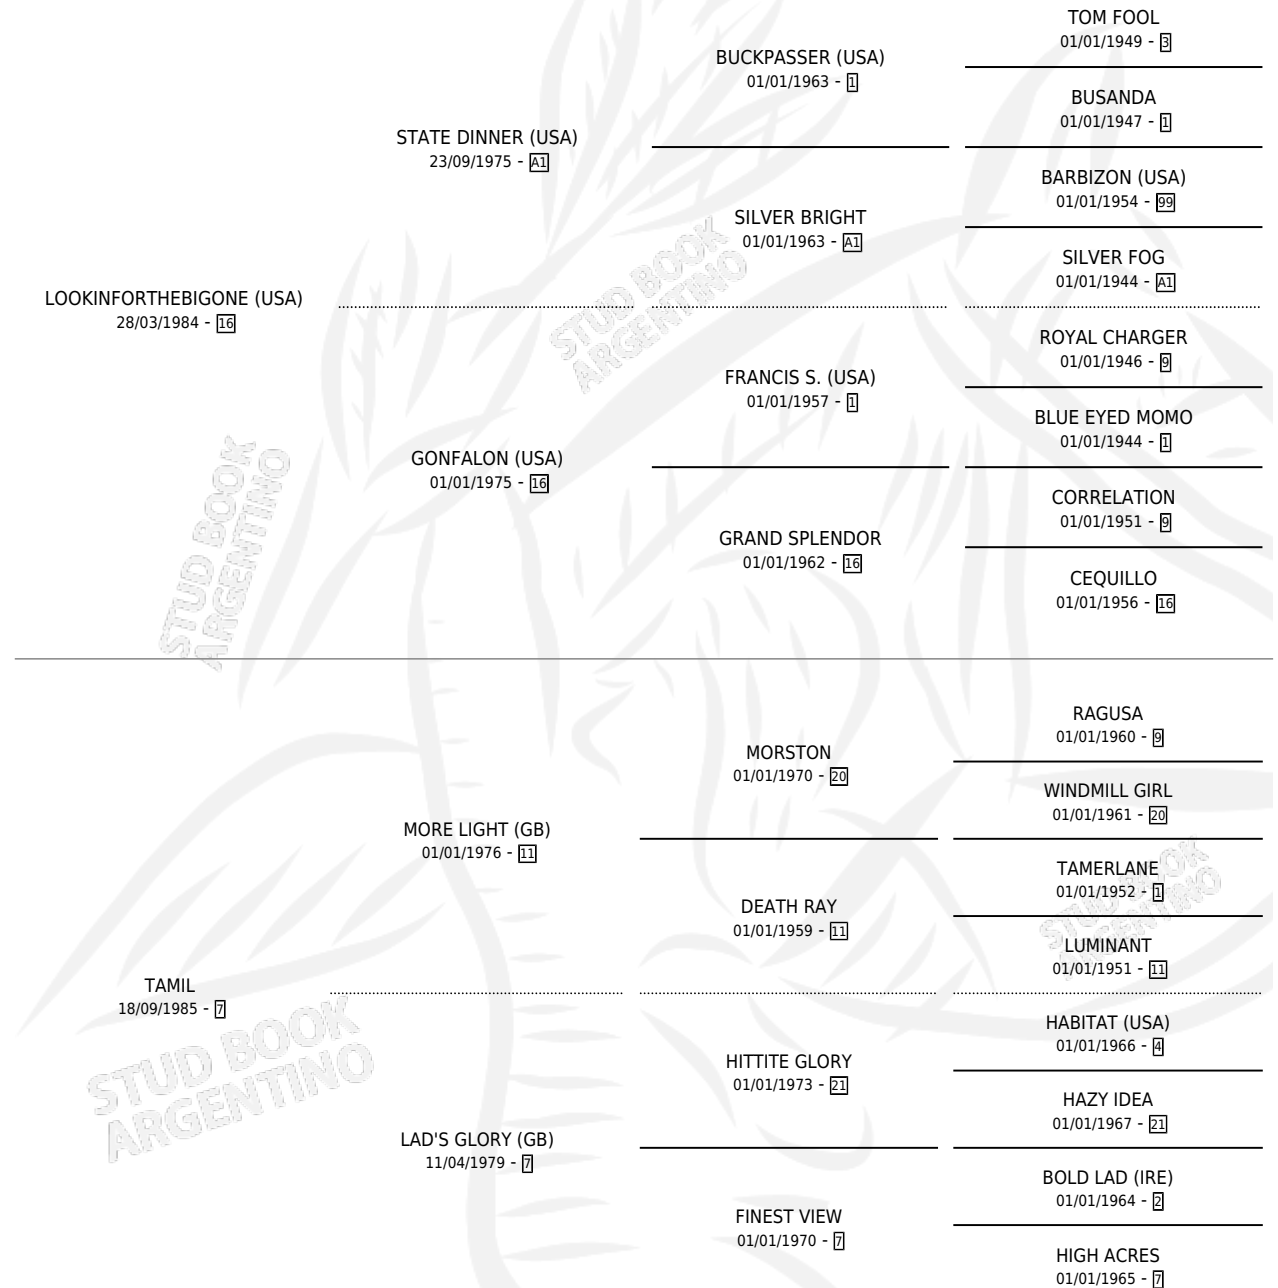 TOM FOOL
01/01/1949 - 3
BUCKPASSER (USA)
01/01/1963 - 1
BUSANDA
01/01/1947 - 1
STATE DINNER (USA)
23/09/1975 - A1
BARBIZON (USA)
01/01/1954 - 99
SILVER BRIGHT
01/01/1963 - A1
SILVER FOG
01/01/1944 - A1
LOOKINFORTHEBIGONE (USA)
28/03/1984 - 16
ROYAL CHARGER
01/01/1946 - 9
FRANCIS S. (USA)
01/01/1957 - 1
BLUE EYED MOMO
01/01/1944 - 1
GONFALON (USA)
01/01/1975 - 16
CORRELATION
01/01/1951 - 9
GRAND SPLENDOR
01/01/1962 - 16
CEQUILLO
01/01/1956 - 16
RAGUSA
01/01/1960 - 9
MORSTON
01/01/1970 - 20
WINDMILL GIRL
01/01/1961 - 20
MORE LIGHT (GB)
01/01/1976 - 11
TAMERLANE
01/01/1952 - 1
DEATH RAY
01/01/1959 - 11
LUMINANT
01/01/1951 - 11
TAMIL
18/09/1985 - 7
HABITAT (USA)
01/01/1966 - 4
HITTITE GLORY
01/01/1973 - 21
HAZY IDEA
01/01/1967 - 21
LAD'S GLORY (GB)
11/04/1979 - 7
BOLD LAD (IRE)
01/01/1964 - 2
FINEST VIEW
01/01/1970 - 7
HIGH ACRES
01/01/1965 - 7
STUD BOOK
ARGENTINO
STUD BOOK
ARGENTINO
STUD BOOK
ARGENTINO
STUD BOOK
ARGENTINO